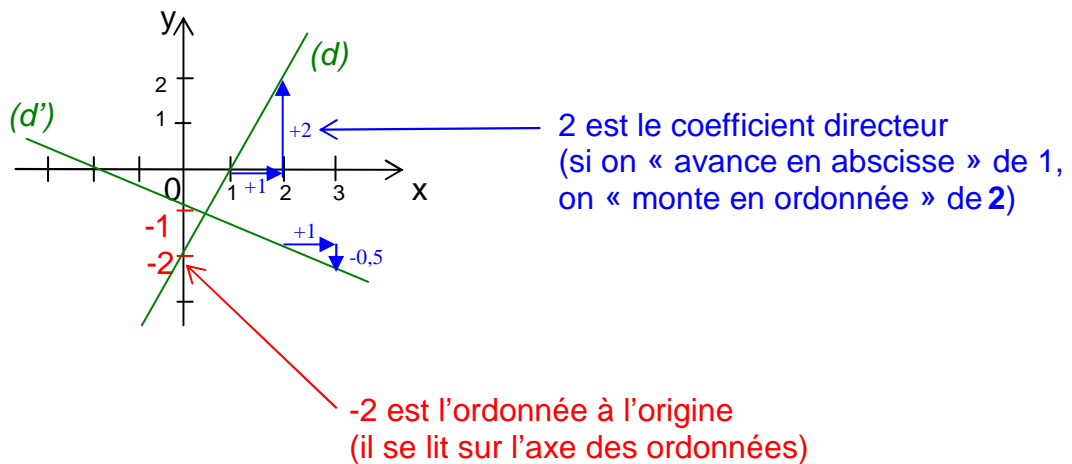 y
(d)
2
(d')
1
+2
2 est le coefficient directeur
(si on « avance en abscisse » de 1,
on « monte en ordonnée » de 2)
0
1
+1
2
3
x
-1
+1
-0,5
-2
-2 est l'ordonnée à l'origine
(il se lit sur l'axe des ordonnées)